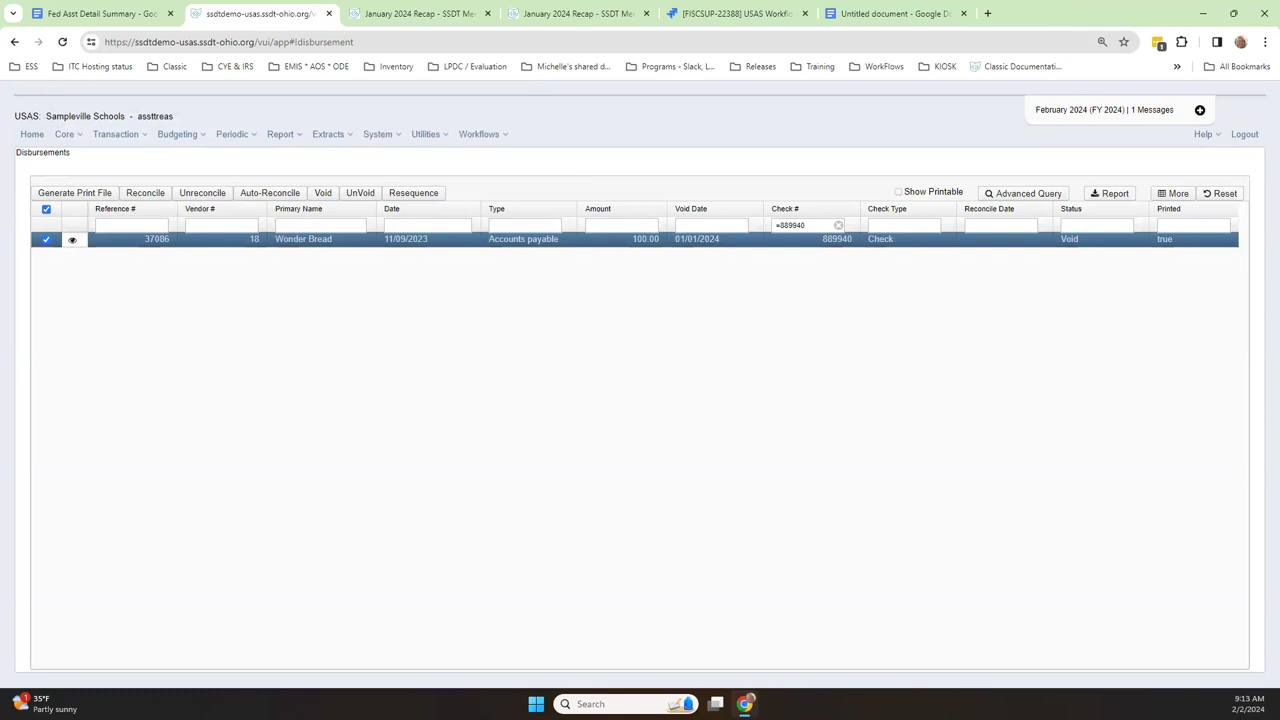 Fed Asst Detail Summary - Goo
ssdtdemo-usas.ssdt-ohio.org/vui
January 2024 Recap - SSDT Me
January 2024 Recap - SSDT Me
[FISCSUP-22388] USAS Workflo
Untitled document - Google D
https://ssdtdemo-usas.ssdt-ohio.org/vui/app#!disbursement
1
ESS
ITC Hosting status
Classic
CYE & IRS
EMIS * AOS * ODE
Inventory
LPDC / Evaluation
Michelle's shared d...
Programs - Slack, L...
Releases
Training
WorkFlows
KIOSK
Classic Documentati...
»
All Bookmarks
February 2024 (FY 2024) | 1 Messages
USAS: Sampleville Schools - assttreas
Home Core Transaction Budgeting Periodic Report Extracts System Utilities Workflows Help Logout
Disbursements
Generate Print File Reconcile Unreconcile Auto-Reconcile Void UnVoid Resequence Show Printable Advanced Query Report More Reset
Reference # Vendor # Primary Name Date Type Amount Void Date Check # Check Type Reconcile Date Status Printed
=889940
37086 18 Wonder Bread 11/09/2023 Accounts payable 100.00 01/01/2024 889940 Check Void true
1
35°F
Partly sunny
Search
9:13 AM
2/2/2024